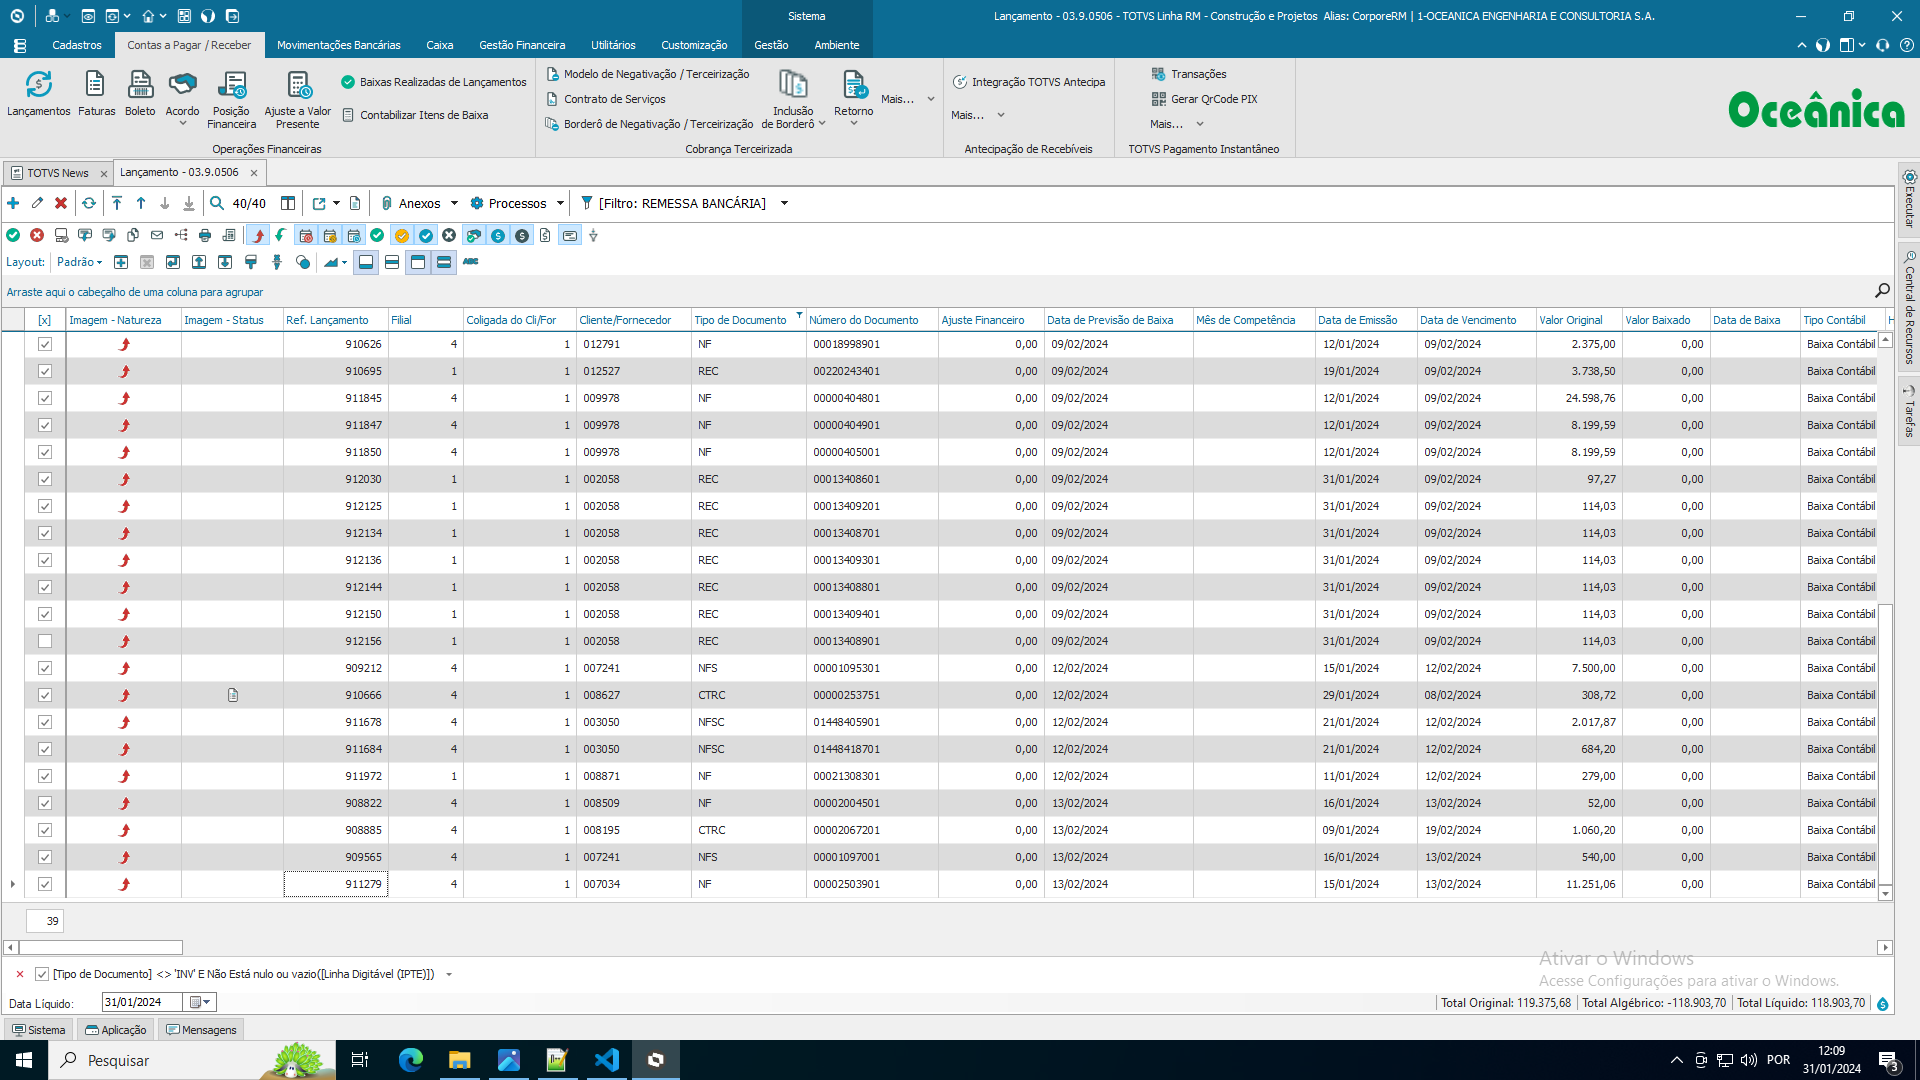 Sistema
Lançamento - 03.9.0506 - TOTVS Linha RM - Construção e Projetos  Alias: CorporeRM | 1-OCEANICA ENGENHARIA E CONSULTORIA S.A.
Cadastros Contas a Pagar / Receber Movimentações Bancárias Caixa Gestão Financeira Utilitários Customização Gestão Ambiente
Lançamentos Faturas Boleto Acordo Posição Financeira Ajuste a Valor Presente
Baixas Realizadas de Lançamentos
Contabilizar Itens de Baixa
Operações Financeiras
Modelo de Negativação / Terceirização
Contrato de Serviços
Borderô de Negativação / Terceirização
Inclusão de Borderô Retorno Mais...
Cobrança Terceirizada
Integração TOTVS Antecipa
Mais...
Antecipação de Recebíveis
Transações
Gerar QrCode PIX
Mais...
TOTVS Pagamento Instantâneo
Oceânica
TOTVS News Lançamento - 03.9.0506
40/40 Anexos Processos [Filtro: REMESSA BANCÁRIA]
Layout: Padrão ABC
Arraste aqui o cabeçalho de uma coluna para agrupar
[x] Imagem - Natureza Imagem - Status Ref. Lançamento Filial Coligada do Cli/For Cliente/Fornecedor Tipo de Documento Número do Documento Ajuste Financeiro Data de Previsão de Baixa Mês de Competência Data de Emissão Data de Vencimento Valor Original Valor Baixado Data de Baixa Tipo Contábil H
910626 4 1 012791 NF 00018998901 0,00 09/02/2024 12/01/2024 09/02/2024 2.375,00 0,00 Baixa Contábil
910695 1 1 012527 REC 00220243401 0,00 09/02/2024 19/01/2024 09/02/2024 3.738,50 0,00 Baixa Contábil
911845 4 1 009978 NF 00000404801 0,00 09/02/2024 12/01/2024 09/02/2024 24.598,76 0,00 Baixa Contábil
911847 4 1 009978 NF 00000404901 0,00 09/02/2024 12/01/2024 09/02/2024 8.199,59 0,00 Baixa Contábil
911850 4 1 009978 NF 00000405001 0,00 09/02/2024 12/01/2024 09/02/2024 8.199,59 0,00 Baixa Contábil
912030 1 1 002058 REC 00013408601 0,00 09/02/2024 31/01/2024 09/02/2024 97,27 0,00 Baixa Contábil
912125 1 1 002058 REC 00013409201 0,00 09/02/2024 31/01/2024 09/02/2024 114,03 0,00 Baixa Contábil
912134 1 1 002058 REC 00013408701 0,00 09/02/2024 31/01/2024 09/02/2024 114,03 0,00 Baixa Contábil
912136 1 1 002058 REC 00013409301 0,00 09/02/2024 31/01/2024 09/02/2024 114,03 0,00 Baixa Contábil
912144 1 1 002058 REC 00013408801 0,00 09/02/2024 31/01/2024 09/02/2024 114,03 0,00 Baixa Contábil
912150 1 1 002058 REC 00013409401 0,00 09/02/2024 31/01/2024 09/02/2024 114,03 0,00 Baixa Contábil
912156 1 1 002058 REC 00013408901 0,00 09/02/2024 31/01/2024 09/02/2024 114,03 0,00 Baixa Contábil
909212 4 1 007241 NFS 00001095301 0,00 12/02/2024 15/01/2024 12/02/2024 7.500,00 0,00 Baixa Contábil
910666 4 1 008627 CTRC 00000253751 0,00 12/02/2024 29/01/2024 08/02/2024 308,72 0,00 Baixa Contábil
911678 4 1 003050 NFSC 01448405901 0,00 12/02/2024 21/01/2024 12/02/2024 2.017,87 0,00 Baixa Contábil
911684 4 1 003050 NFSC 01448418701 0,00 12/02/2024 21/01/2024 12/02/2024 684,20 0,00 Baixa Contábil
911972 1 1 008871 NF 00021308301 0,00 12/02/2024 11/01/2024 12/02/2024 279,00 0,00 Baixa Contábil
908822 4 1 008509 NF 00002004501 0,00 13/02/2024 16/01/2024 13/02/2024 52,00 0,00 Baixa Contábil
908885 4 1 008195 CTRC 00002067201 0,00 13/02/2024 09/01/2024 19/02/2024 1.060,20 0,00 Baixa Contábil
909565 4 1 007241 NFS 00001097001 0,00 13/02/2024 16/01/2024 13/02/2024 540,00 0,00 Baixa Contábil
911279 4 1 007034 NF 00002503901 0,00 13/02/2024 15/01/2024 13/02/2024 11.251,06 0,00 Baixa Contábil
39
[Tipo de Documento] <> 'INV' E Não Está nulo ou vazio([Linha Digitável (IPTE)])
Ativar o Windows
Acesse Configurações para ativar o Windows.
Data Líquido: 31/01/2024
Total Original: 119.375,68 Total Algébrico: -118.903,70 Total Líquido: 118.903,70
Sistema Aplicação Mensagens
Executar
Central de Recursos
Tarefas
Pesquisar
POR
12:09
31/01/2024
3